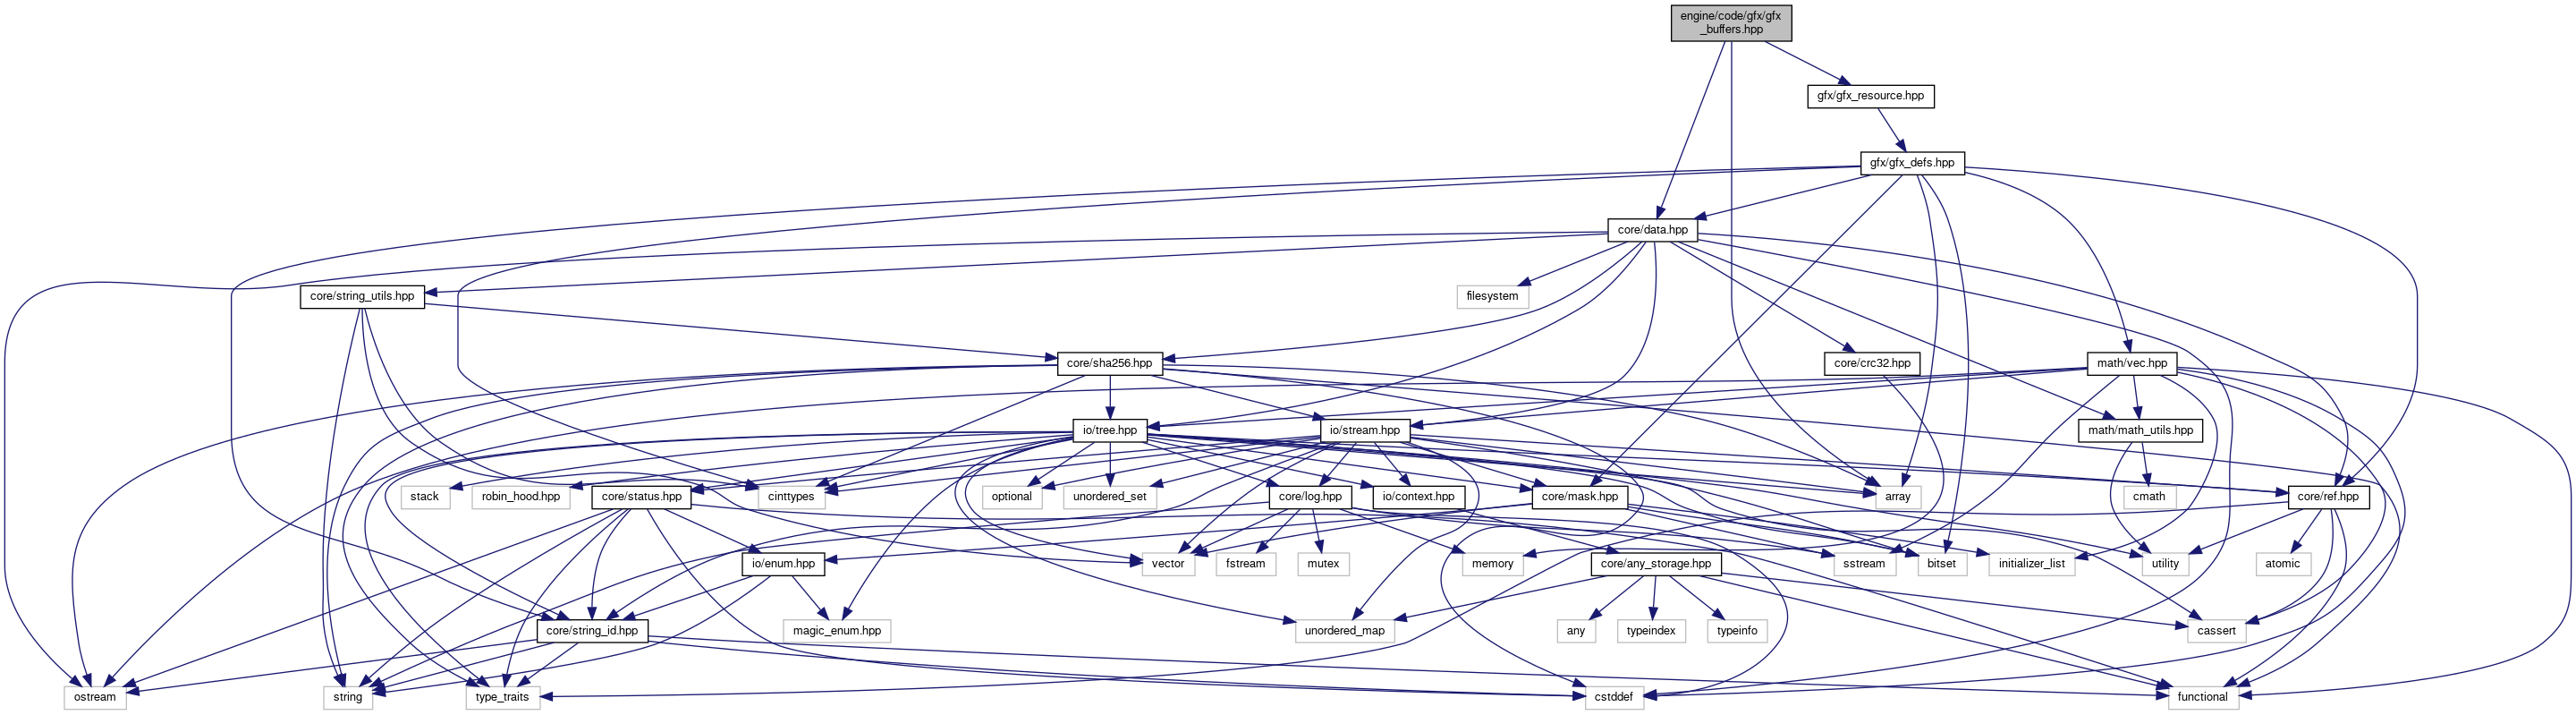 engine/code/gfx/gfx
_buffers.hpp
gfx/gfx_resource.hpp
gfx/gfx_defs.hpp
core/data.hpp
core/string_utils.hpp
filesystem
core/sha256.hpp
core/crc32.hpp
math/vec.hpp
io/tree.hpp
io/stream.hpp
math/math_utils.hpp
stack
robin_hood.hpp
core/status.hpp
cinttypes
optional
unordered_set
core/log.hpp
io/context.hpp
core/mask.hpp
array
cmath
core/ref.hpp
io/enum.hpp
vector
fstream
mutex
memory
core/any_storage.hpp
sstream
bitset
initializer_list
utility
atomic
core/string_id.hpp
magic_enum.hpp
unordered_map
any
typeindex
typeinfo
cassert
ostream
string
type_traits
cstddef
functional